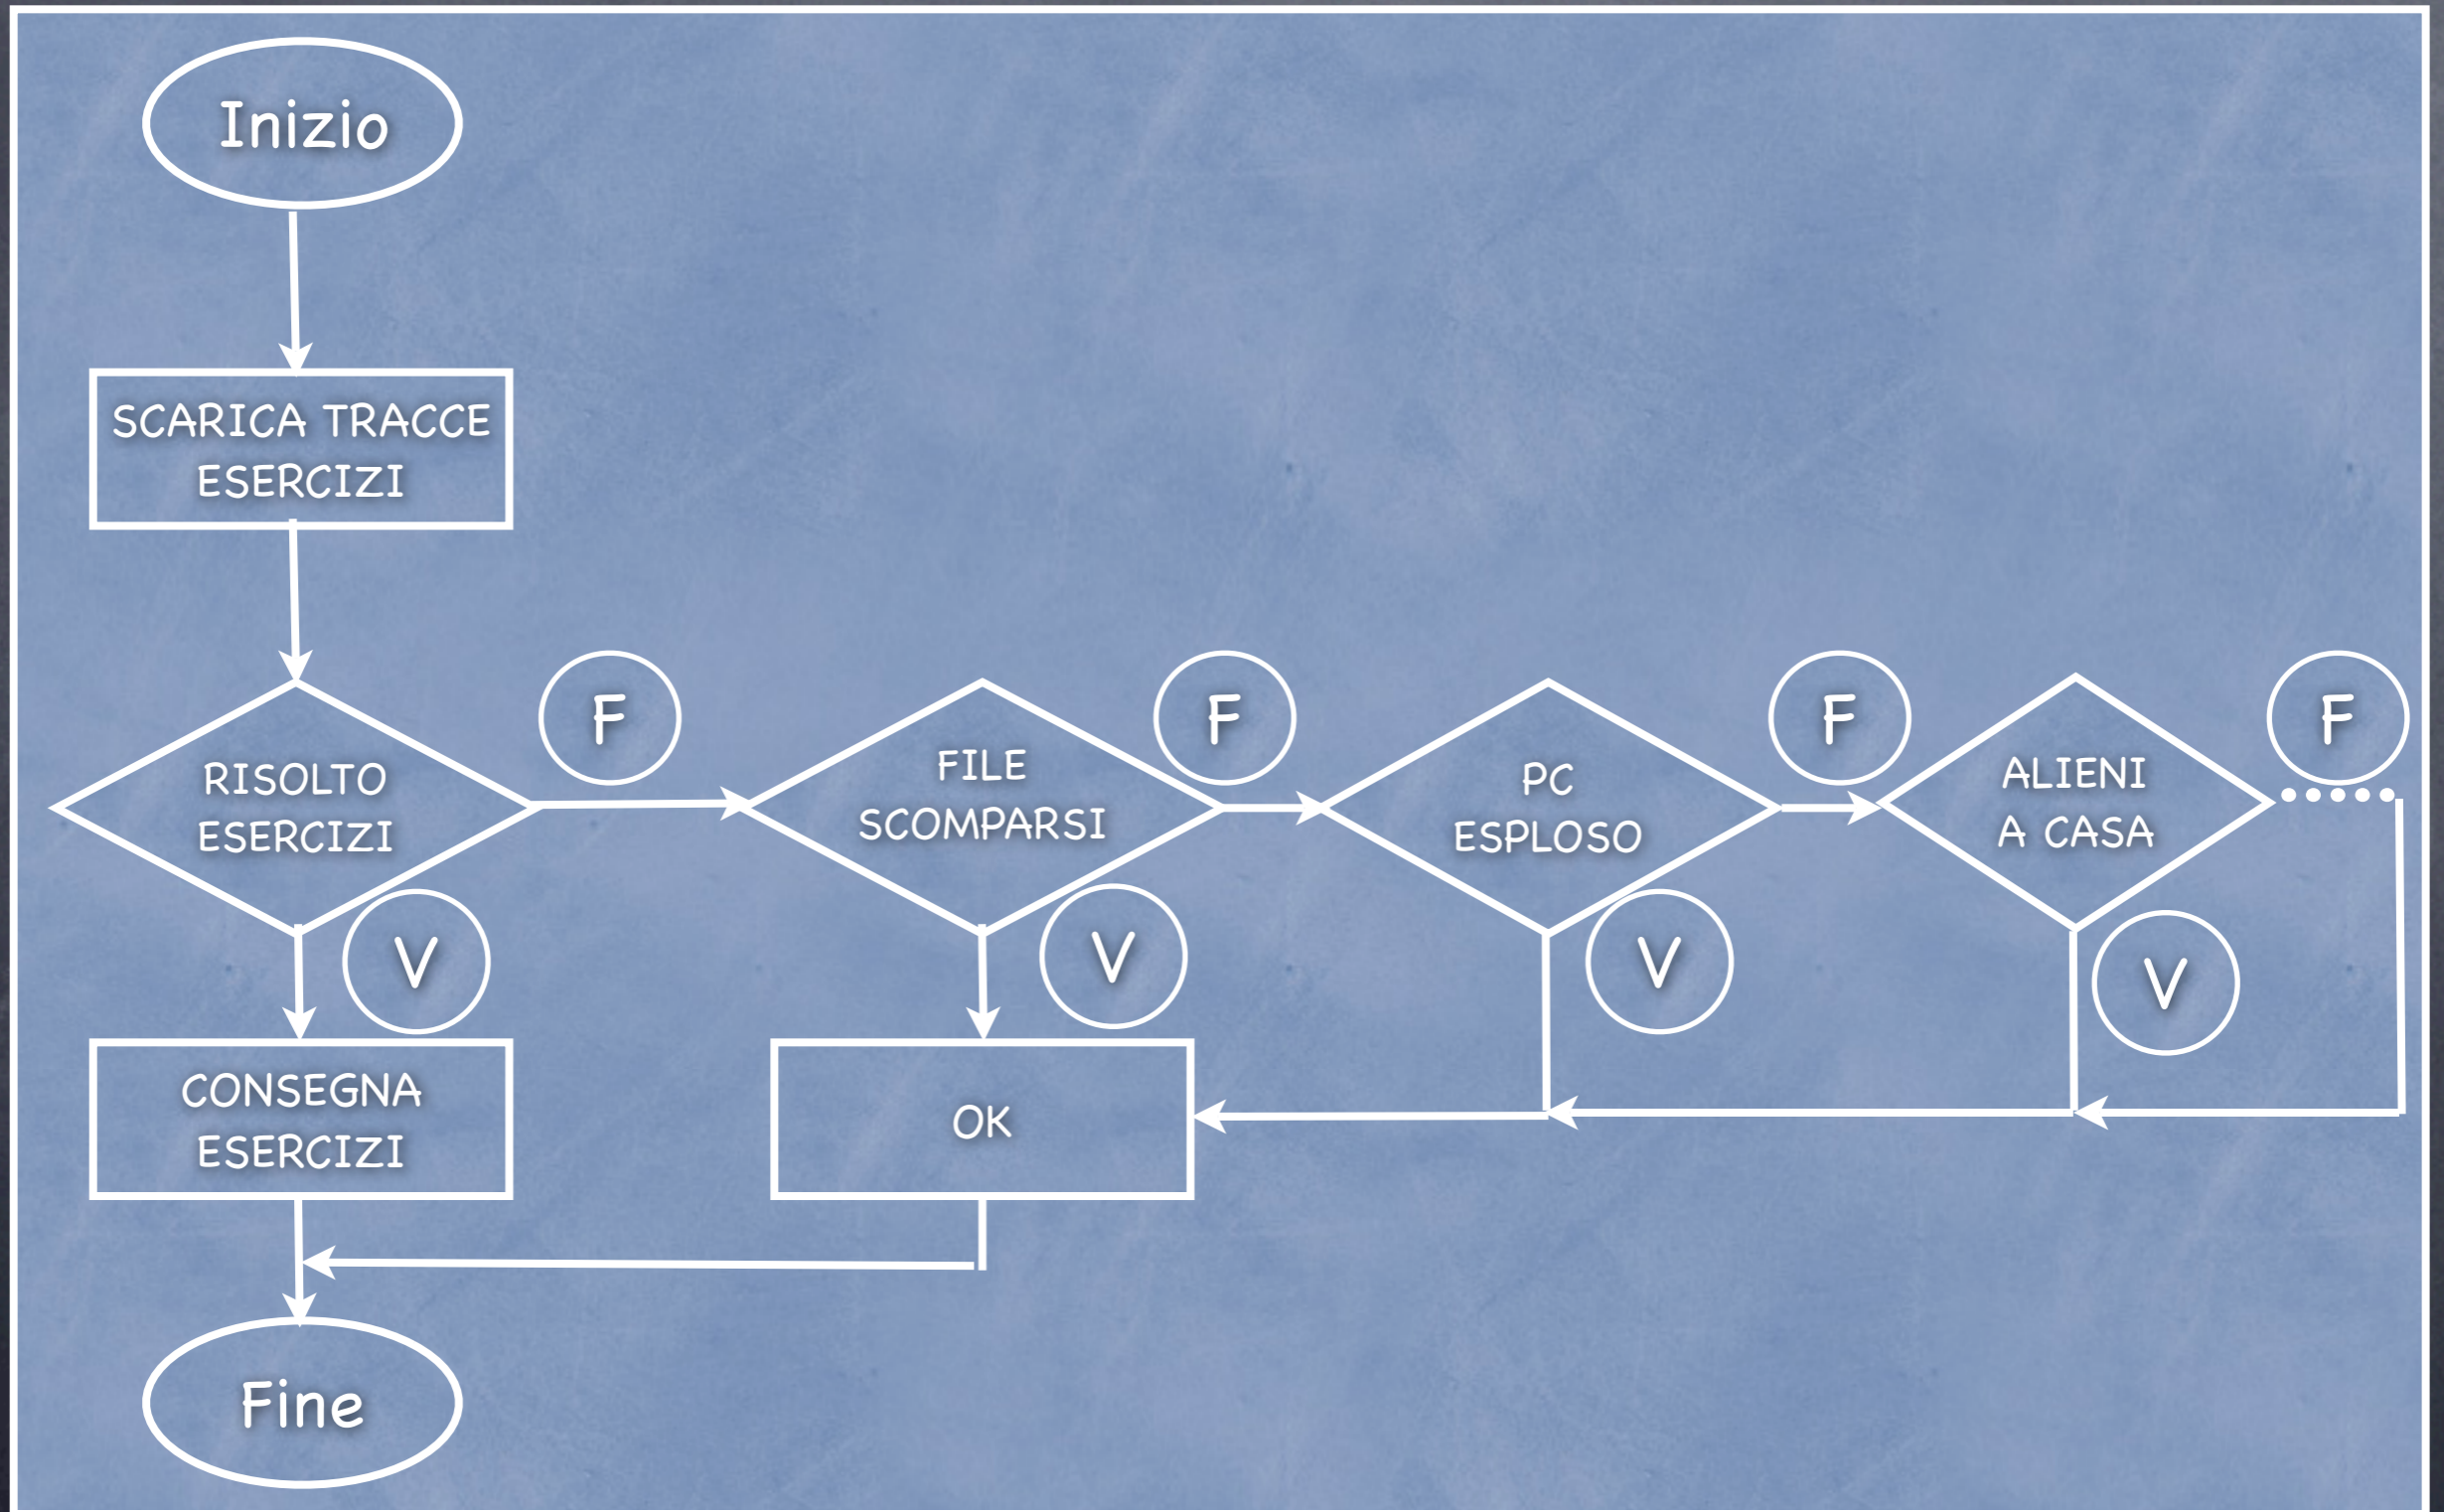 Inizio
SCARICA TRACCE
ESERCIZI
F
F
F
F
RISOLTO
ESERCIZI
FILE
SCOMPARSI
PC
ESPLOSO
ALIENI
A CASA
V
V
V
V
CONSEGNA
ESERCIZI
OK
Fine